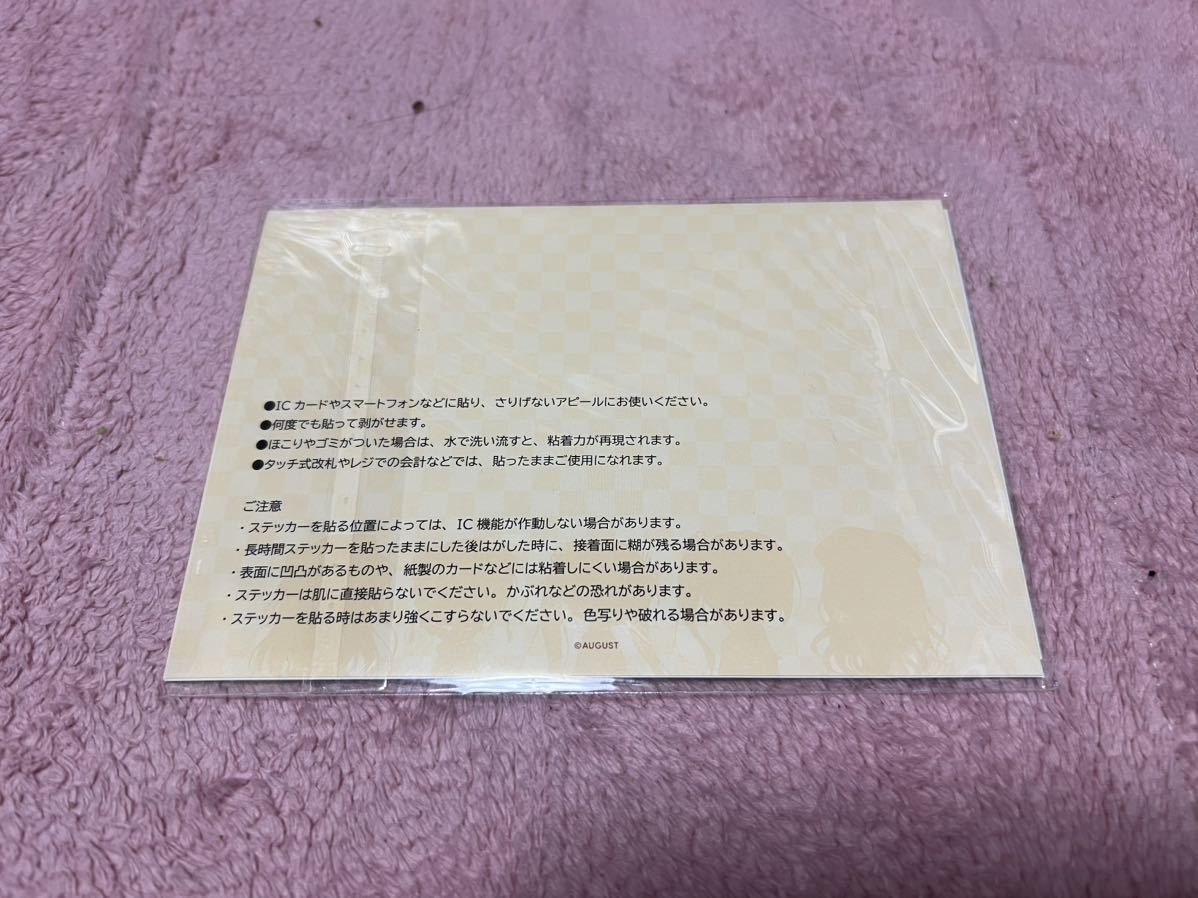 ●ICカードやスマートフォンなどに貼り、さりげないアピールにお使いください。
●何度でも貼って剥がせます。
●ほこりやゴミがついた場合は、水で洗い流すと、粘着力が再現されます。
●タッチ式改札やレジでの会計などでは、貼ったままご使用になれます。
ご注意
・ステッカーを貼る位置によっては、IC機能が作動しない場合があります。
・長時間ステッカーを貼ったままにした後はがした時に、接着面に糊が残る場合があります。
・表面に凹凸があるものや、紙製のカードなどには粘着しにくい場合があります。
・ステッカーは肌に直接貼らないでください。かぶれなどの恐れがあります。
・ステッカーを貼る時はあまり強くこすらないでください。色写りや破れる場合があります。
©AUGUST